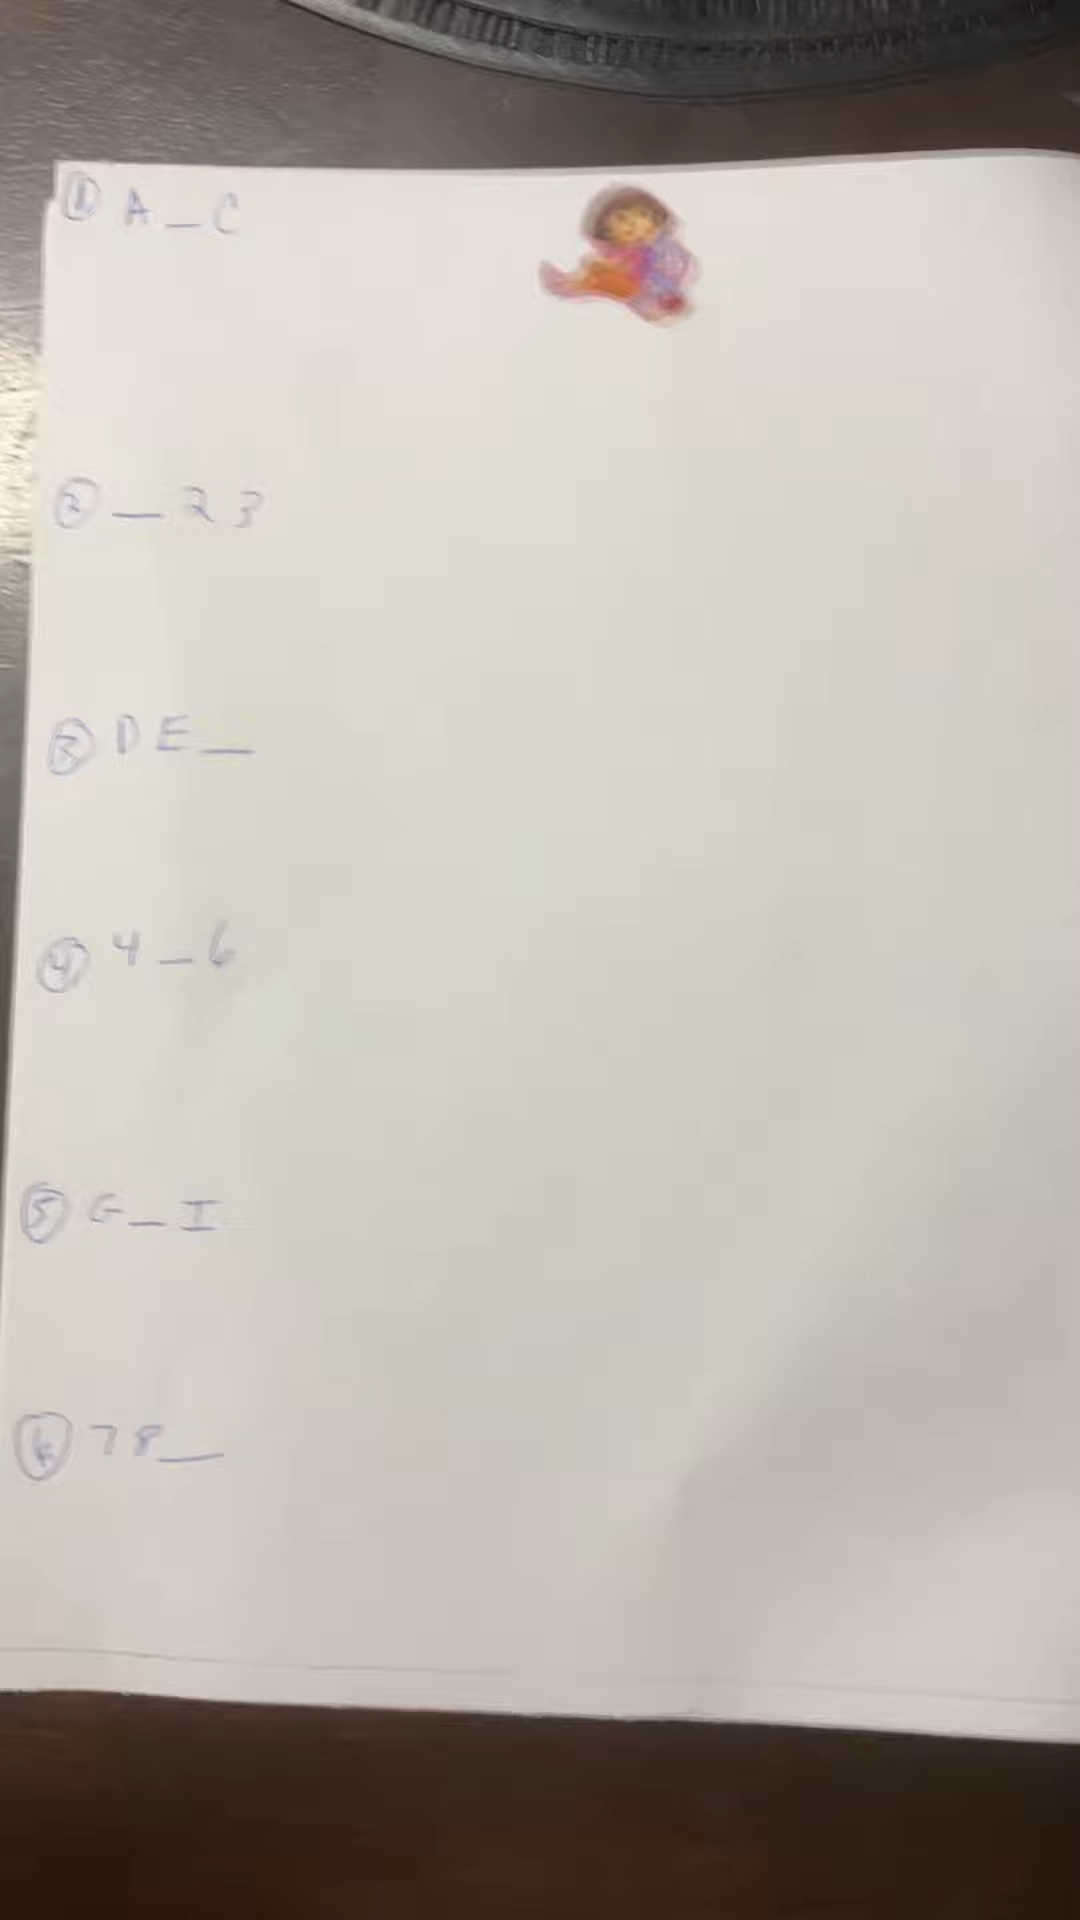 ① A _ C
② _ 2 3
③ D E _
④ 4 _ 6
⑤ G _ I
⑥ 7 8 _